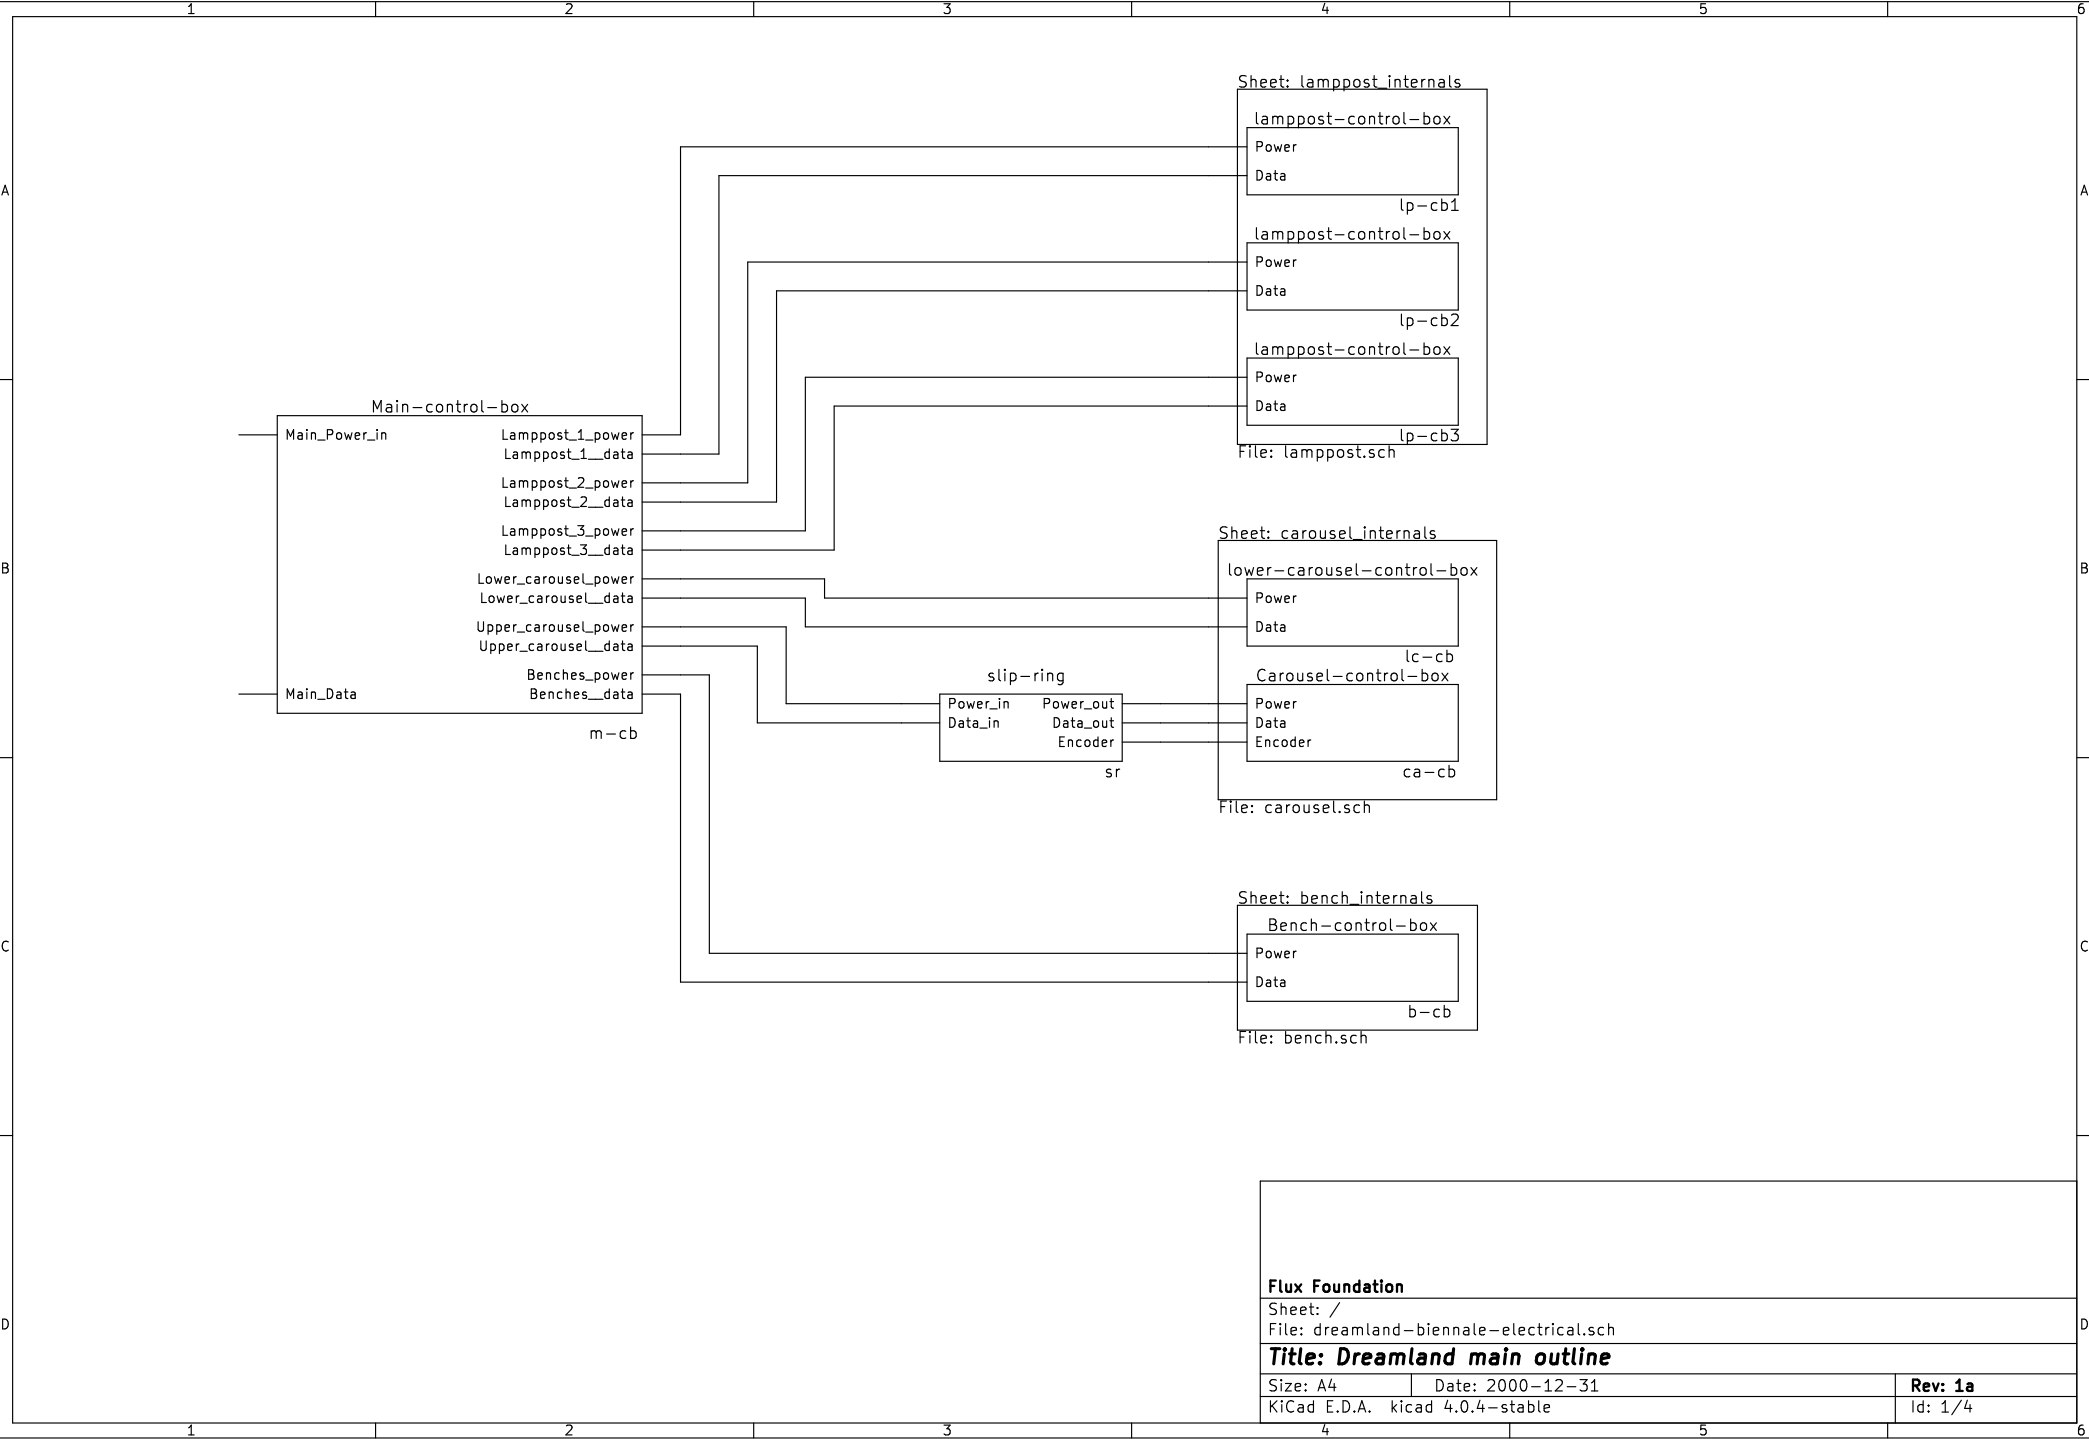 1 2 3 4 5 6
Sheet: lamppost_internals
lamppost-control-box
Power
Data
lp-cb1
A A
lamppost-control-box
Power
Data
lp-cb2
lamppost-control-box
Power
Data
lp-cb3
File: lamppost.sch
Main-control-box
Main_Power_in
Main_Data
Lamppost_1_power
Lamppost_1__data
Lamppost_2_power
Lamppost_2__data
Lamppost_3_power
Lamppost_3__data
Lower_carousel_power
Lower_carousel__data
Upper_carousel_power
Upper_carousel__data
Benches_power
Benches__data
m-cb
B B
Sheet: carousel_internals
lower-carousel-control-box
Power
Data
lc-cb
slip-ring
Power_in Power_out
Data_in Data_out
Encoder
sr
Carousel-control-box
Power
Data
Encoder
ca-cb
File: carousel.sch
Sheet: bench_internals
Bench-control-box
Power
Data
b-cb
File: bench.sch
C C
Flux Foundation
Sheet: /
File: dreamland-biennale-electrical.sch
Title: Dreamland main outline
Size: A4 Date: 2000-12-31 Rev: 1a
KiCad E.D.A. kicad 4.0.4-stable Id: 1/4
D D
1 2 3 4 5 6